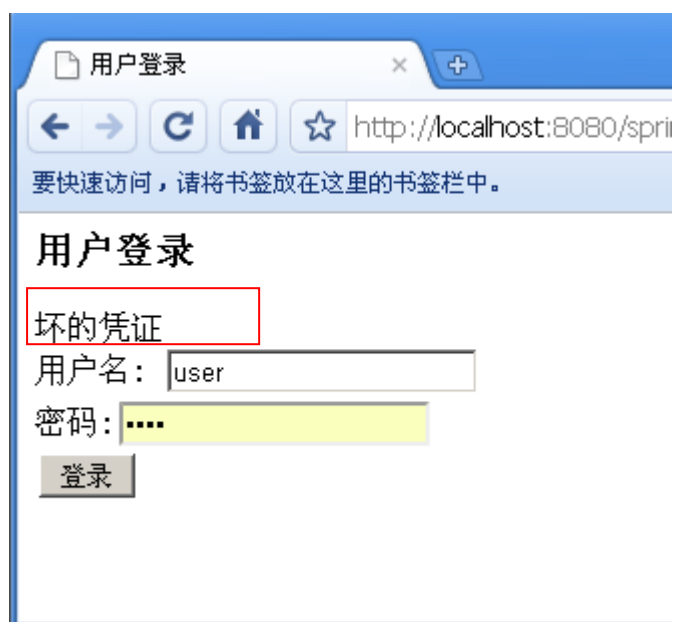 用户登录
http://localhost:8080/sprin
要快速访问，请将书签放在这里的书签栏中。
用户登录
坏的凭证
用户名： user
密码：••••
登录